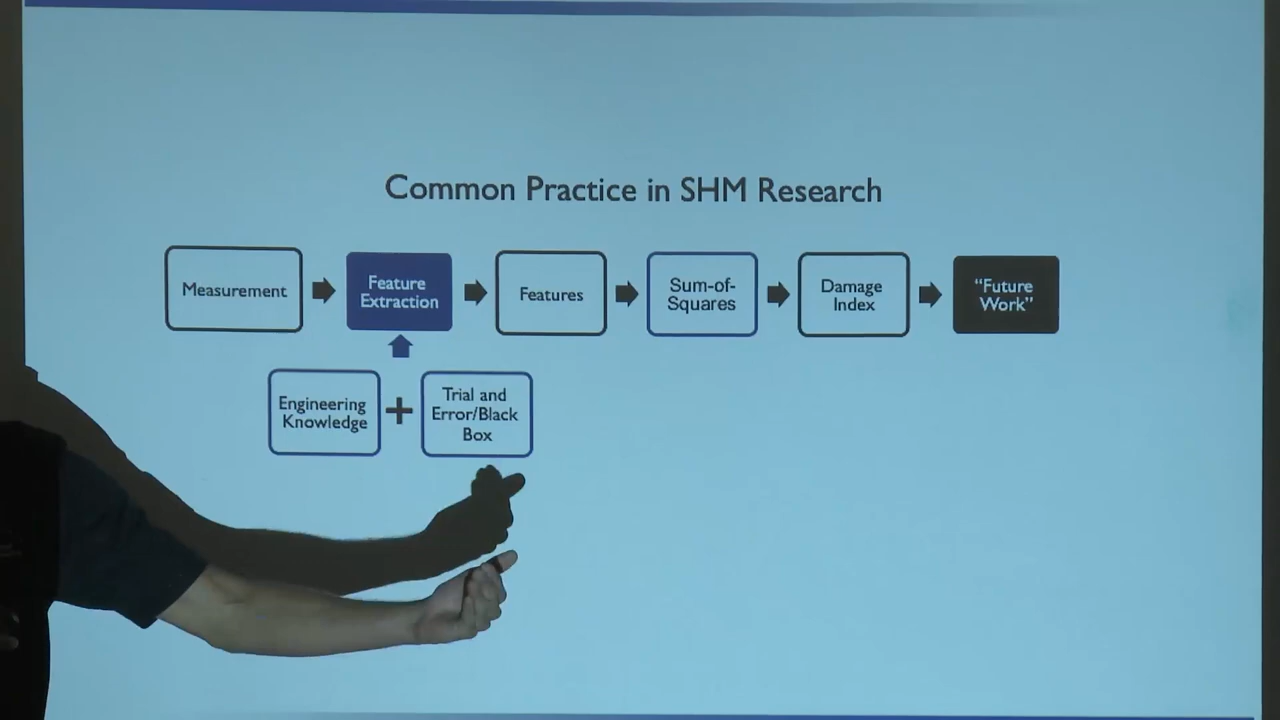 Common Practice in SHM Research
Measurement
Feature
Extraction
Features
Sum-of-
Squares
Damage
Index
“Future
Work”
Engineering
Knowledge
+
Trial and
Error/Black
Box